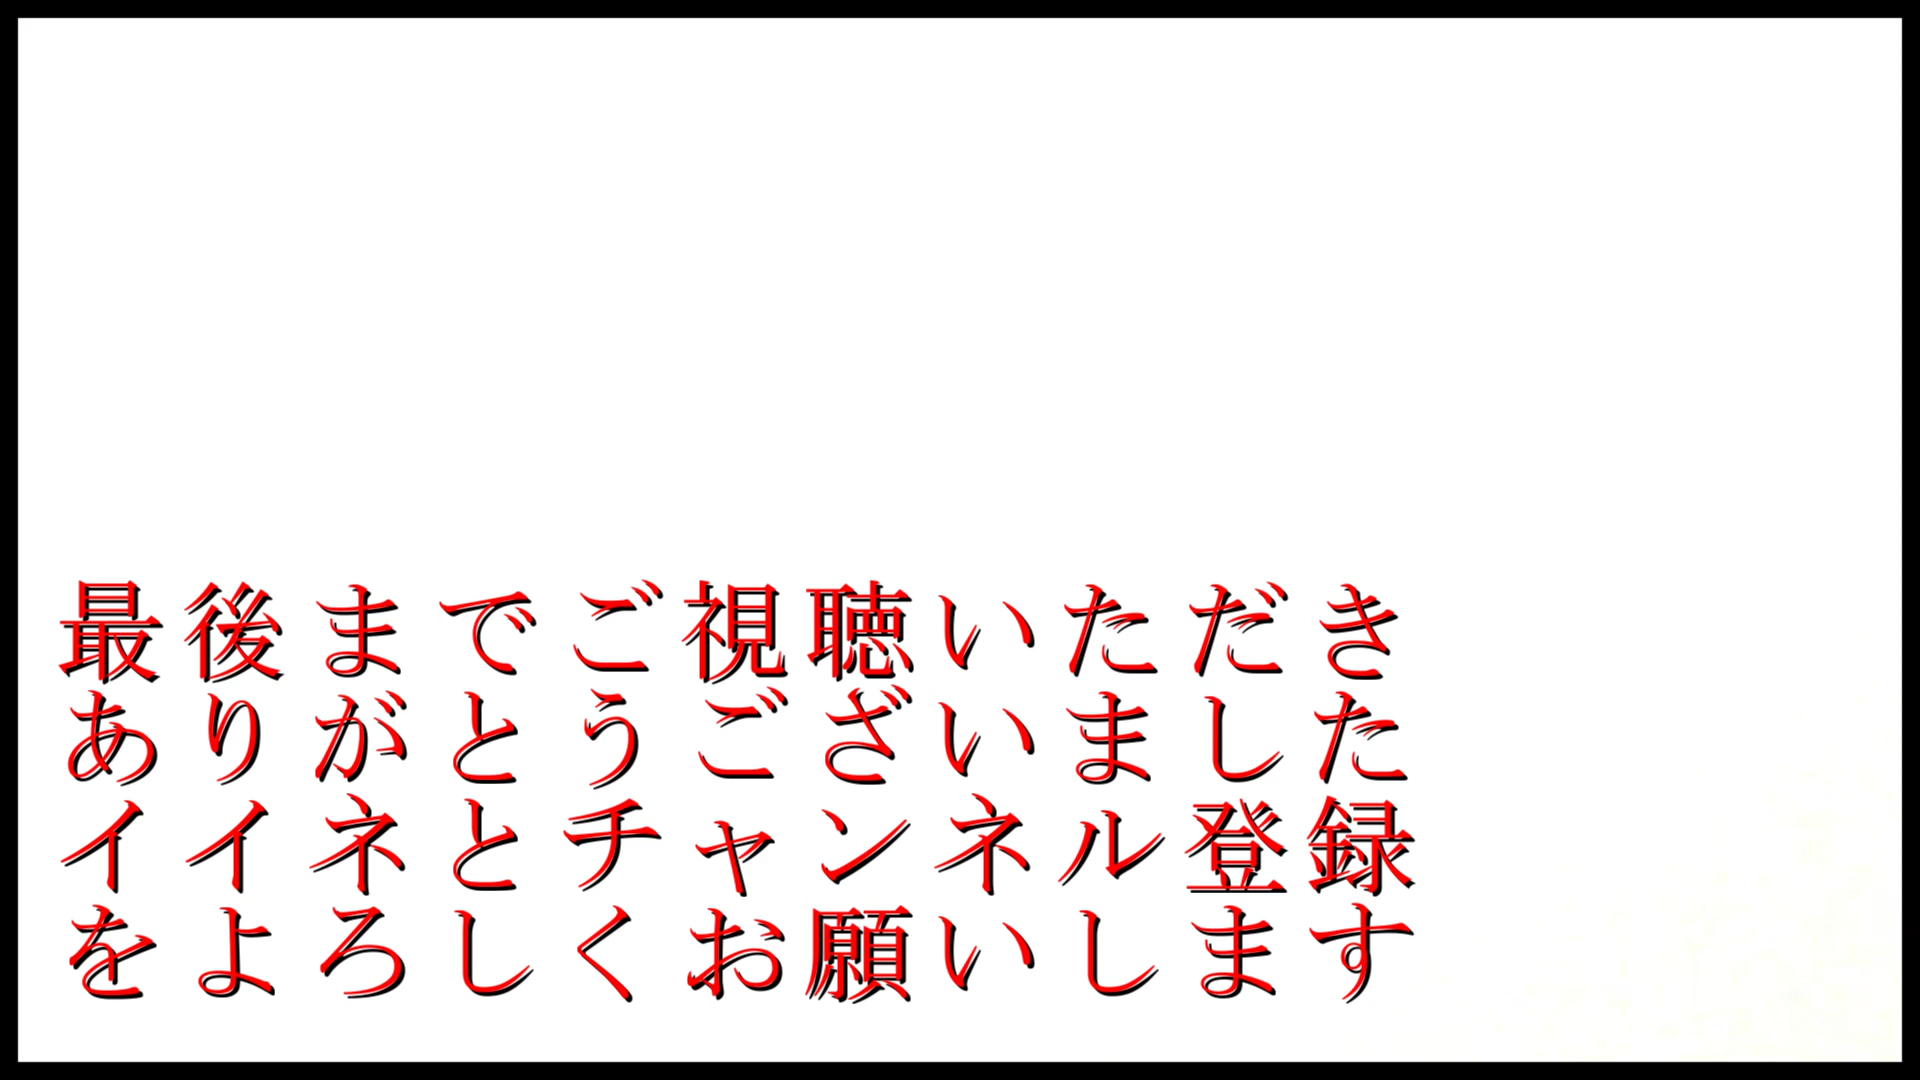 最後までご視聴いただき
ありがとうございました
イイネとチャンネル登録
をよろしくお願いします